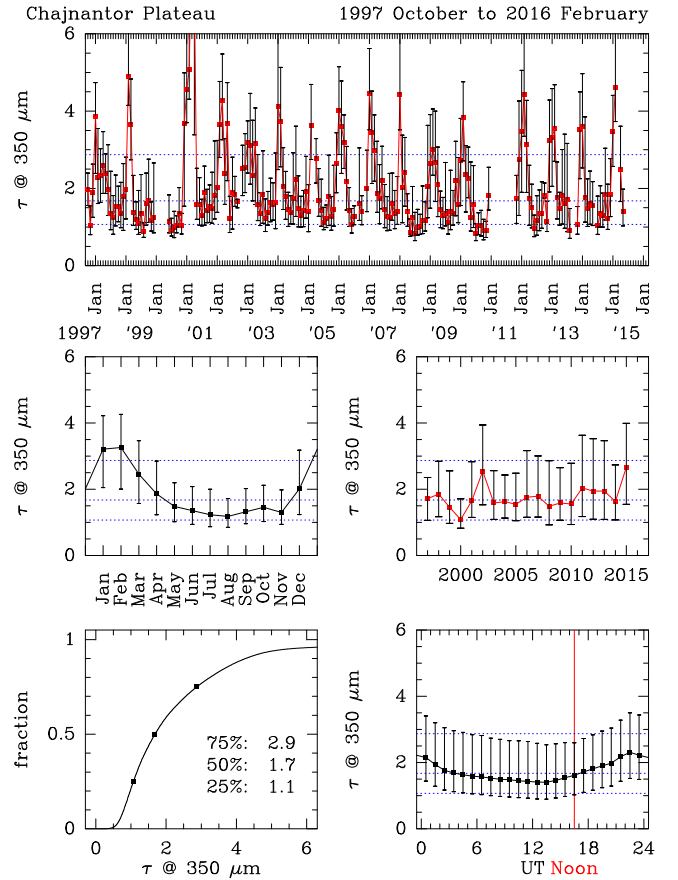 Chajnantor Plateau 1997 October to 2016 February
6
4
2
0
τ @ 350 μm
Jan Jan Jan Jan Jan Jan Jan Jan Jan Jan Jan Jan Jan Jan Jan Jan Jan Jan Jan
1997 '99 '01 '03 '05 '07 '09 '11 '13 '15
6
4
2
0
τ @ 350 μm
Jan Feb Mar Apr May Jun Jul Aug Sep Oct Nov Dec
6
4
2
0
τ @ 350 μm
2000 2005 2010 2015
1
0.5
0
fraction
75%: 2.9
50%: 1.7
25%: 1.1
0 2 4 6
τ @ 350 μm
6
4
2
0
τ @ 350 μm
0 6 12 18 24
UT Noon